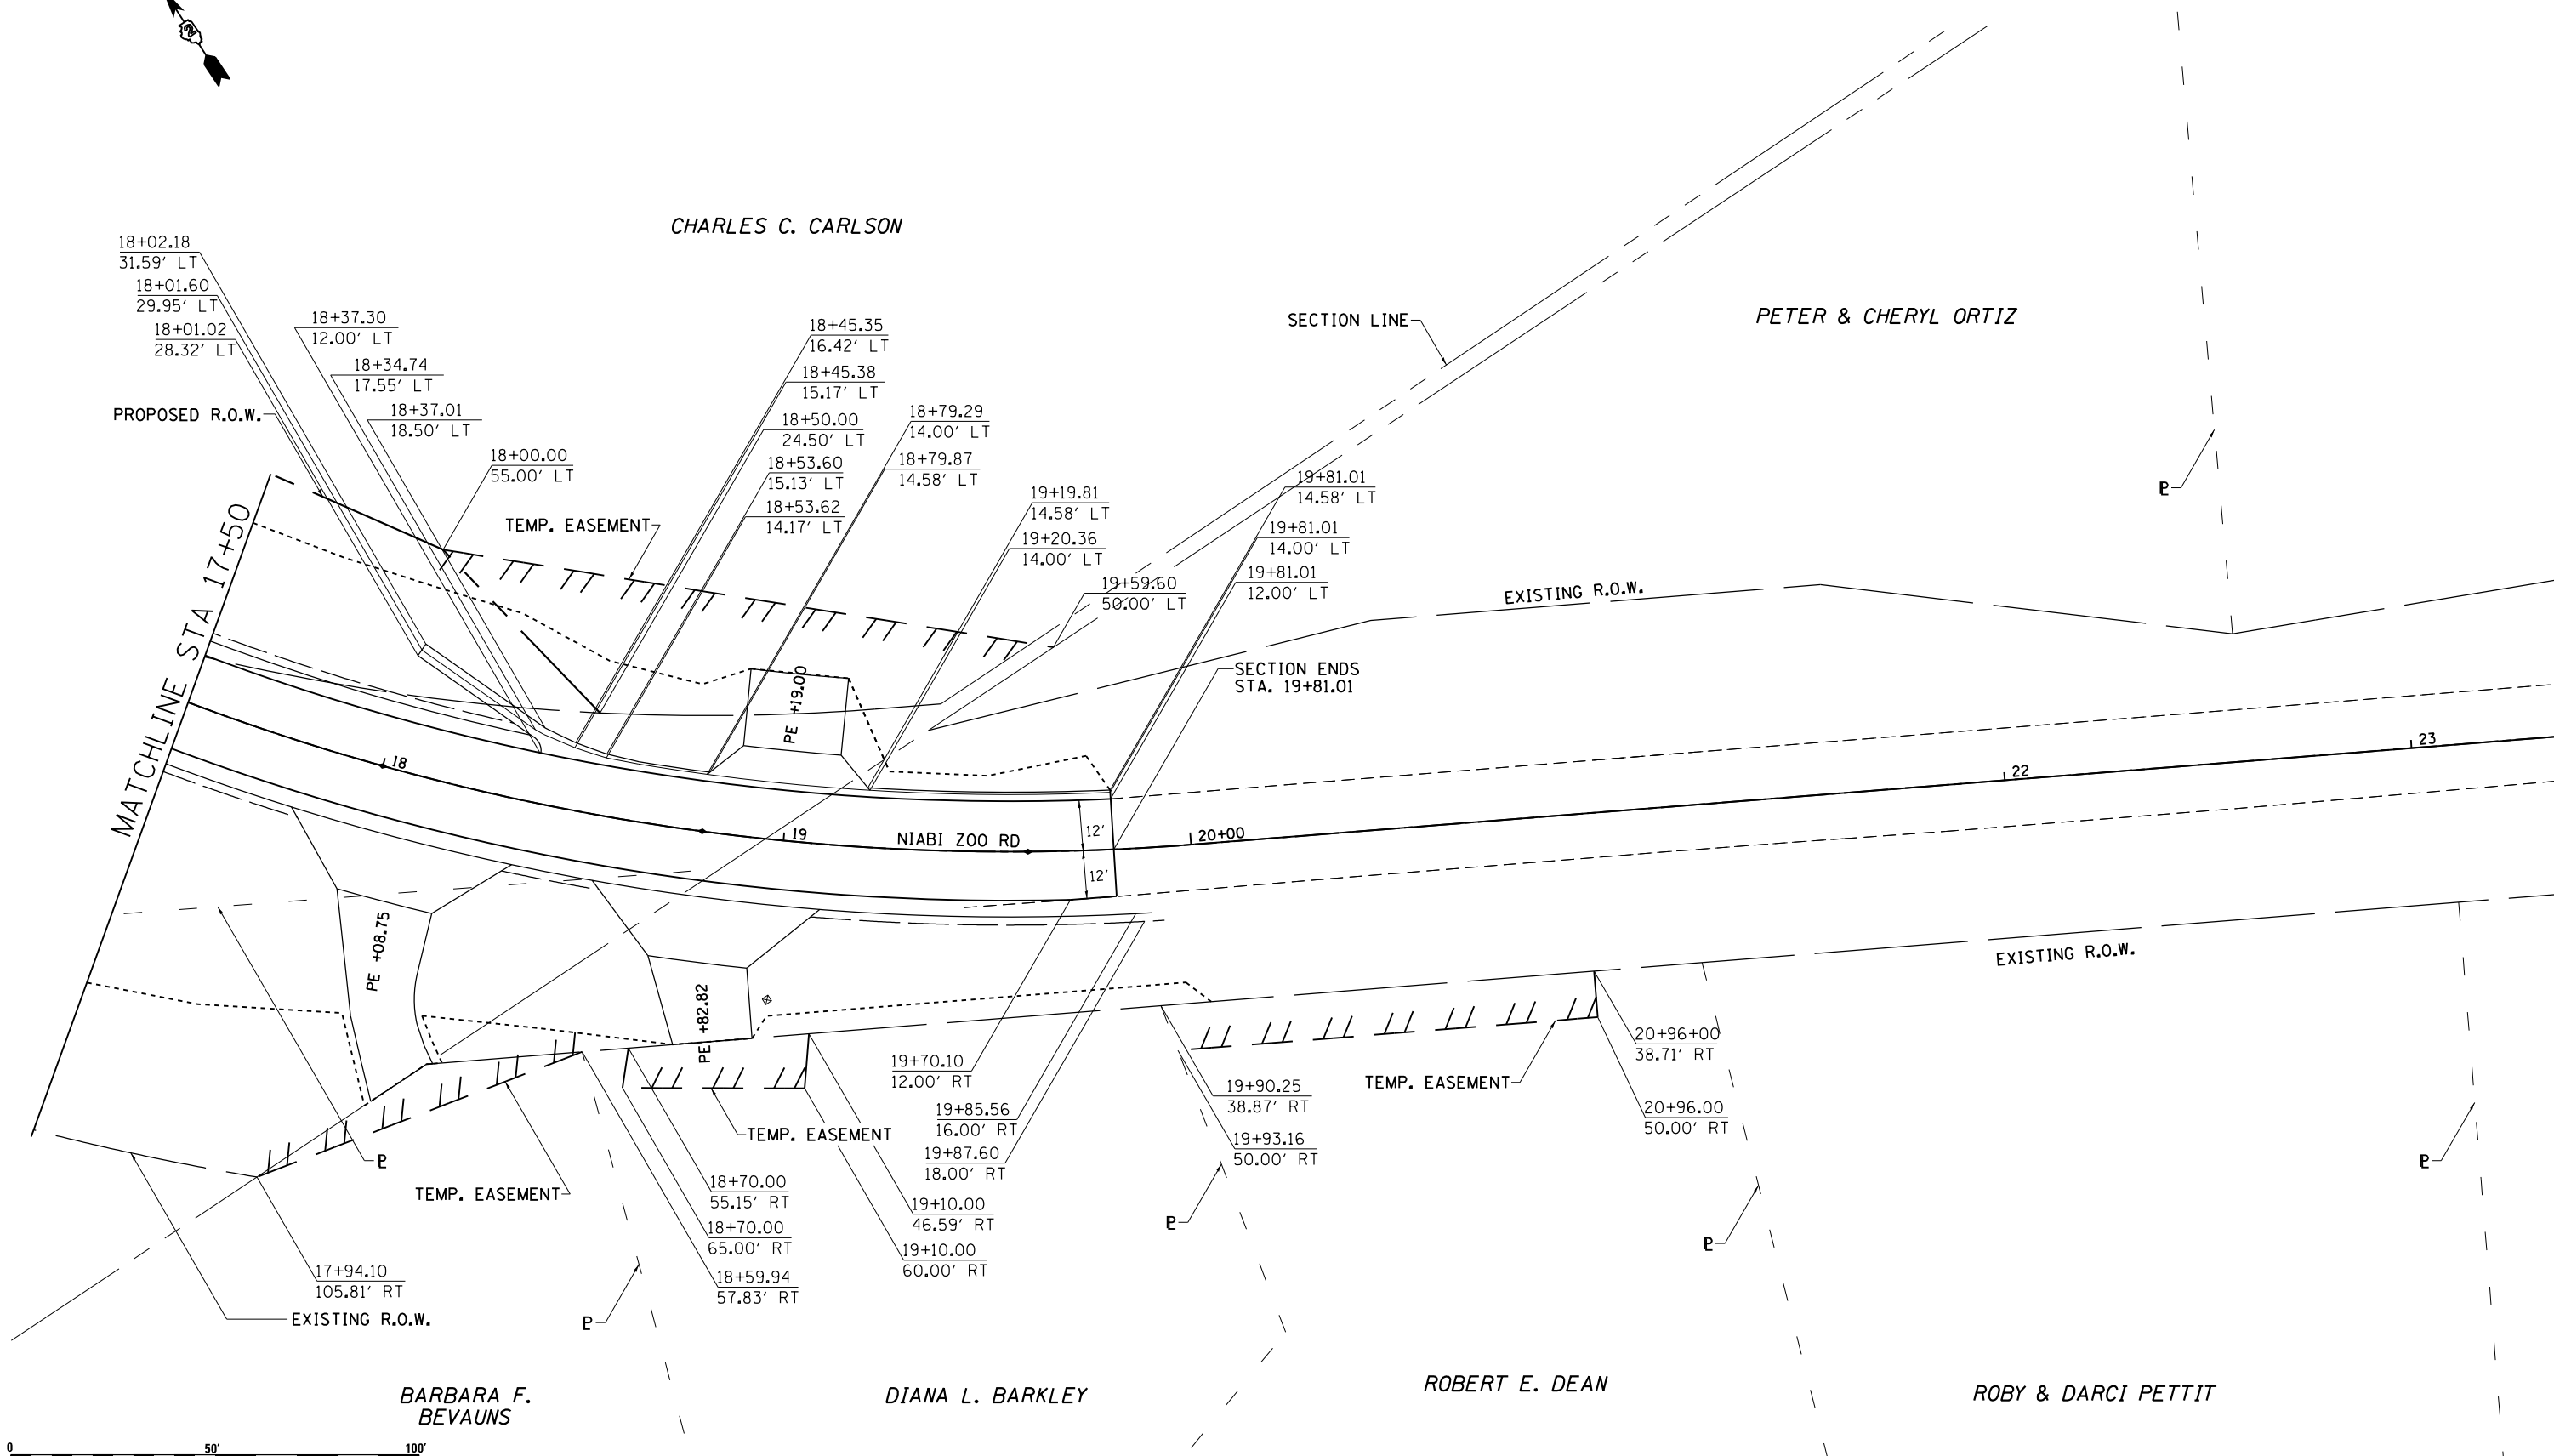 CHARLES C. CARLSON
18+02.18
31.59' LT
18+01.60
29.95' LT
18+01.02
28.32' LT
PROPOSED R.O.W.
18+37.30
12.00' LT
18+34.74
17.55' LT
18+37.01
18.50' LT
18+00.00
55.00' LT
TEMP. EASEMENT
18+45.35
16.42' LT
18+45.38
15.17' LT
18+50.00
24.50' LT
18+53.60
15.13' LT
18+53.62
14.17' LT
18+79.29
14.00' LT
18+79.87
14.58' LT
19+19.81
14.58' LT
19+20.36
14.00' LT
19+59.60
50.00' LT
19+81.01
14.58' LT
19+81.01
14.00' LT
19+81.01
12.00' LT
SECTION LINE
PETER & CHERYL ORTIZ
PL
EXISTING R.O.W.
SECTION ENDS
STA. 19+81.01
MATCHLINE STA 17+50
PE +19.00
18
19
NIABI ZOO RD
12'
12'
20+00
22
23
PE +08.75
PE +82.82
EXISTING R.O.W.
19+70.10
12.00' RT
19+85.56
16.00' RT
19+87.60
18.00' RT
20+96+00
38.71' RT
TEMP. EASEMENT
19+90.25
38.87' RT
20+96.00
50.00' RT
19+93.16
50.00' RT
TEMP. EASEMENT
PL
TEMP. EASEMENT
18+70.00
55.15' RT
18+70.00
65.00' RT
18+59.94
57.83' RT
19+10.00
46.59' RT
19+10.00
60.00' RT
PL
PL
PL
17+94.10
105.81' RT
EXISTING R.O.W.
PL
BARBARA F.
BEVAUNS
DIANA L. BARKLEY
ROBERT E. DEAN
ROBY & DARCI PETTIT
0 50' 100'